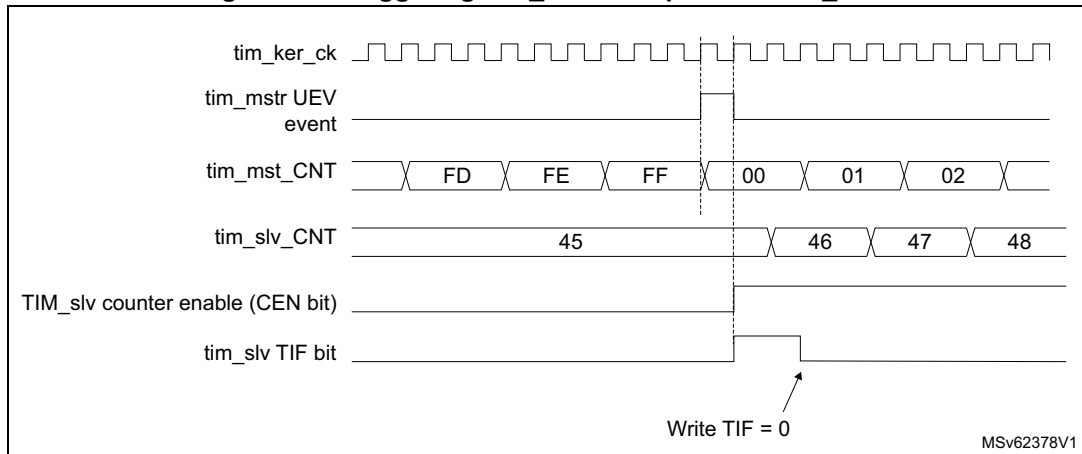 tim_ker_ck
tim_mstr UEV
event
tim_mst_CNT
FD FE FF 00 01 02
tim_slv_CNT
45 46 47 48
TIM_slv counter enable (CEN bit)
tim_slv TIF bit
Write TIF = 0
MSv62378V1